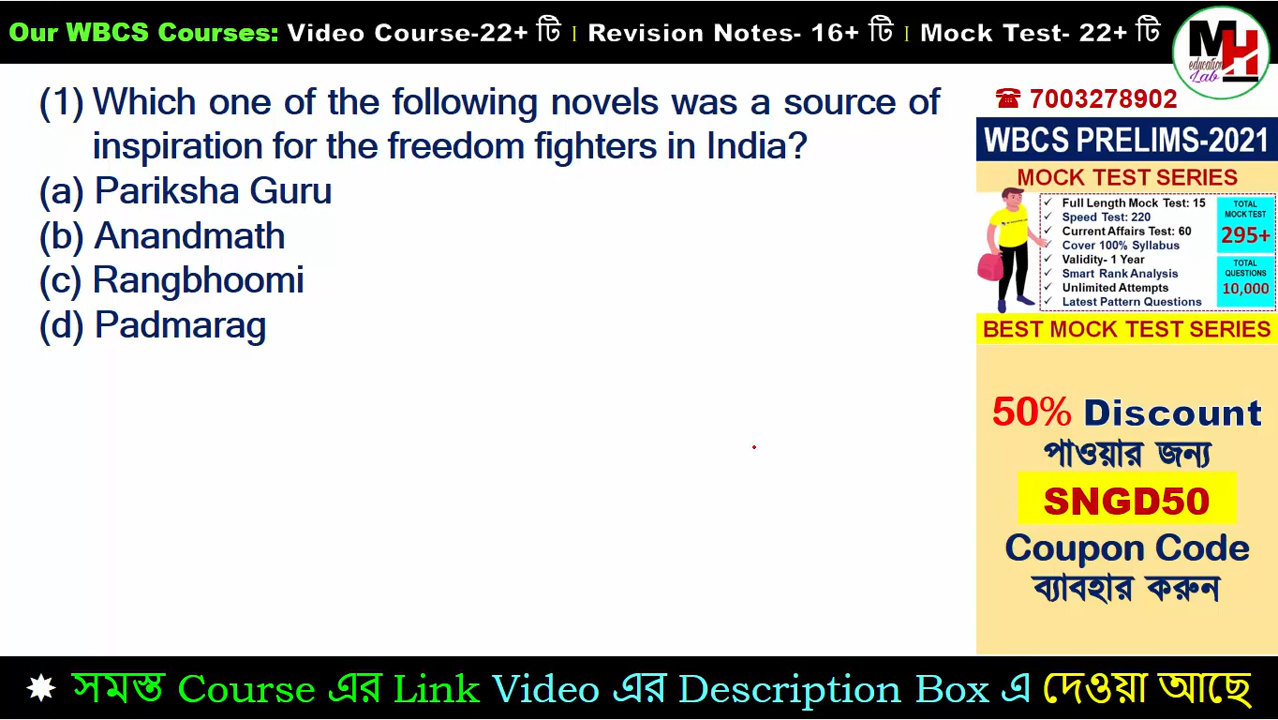 Our WBCS Courses: Video Course-22+ টি । Revision Notes- 16+ টি । Mock Test- 22+ টি
MH
education
Lab
☎ 7003278902
(1) Which one of the following novels was a source of
inspiration for the freedom fighters in India?
(a) Pariksha Guru
(b) Anandmath
(c) Rangbhoomi
(d) Padmarag
WBCS PRELIMS-2021
MOCK TEST SERIES
✓ Full Length Mock Test: 15
✓ Speed Test: 220
✓ Current Affairs Test: 60
✓ Cover 100% Syllabus
✓ Validity- 1 Year
✓ Smart Rank Analysis
✓ Unlimited Attempts
✓ Latest Pattern Questions
TOTAL
MOCK TEST
295+
TOTAL
QUESTIONS
10,000
BEST MOCK TEST SERIES
50% Discount
পাওয়ার জন্য
SNGD50
Coupon Code
ব্যাবহার করুন
✸ সমস্ত Course এর Link Video এর Description Box এ দেওয়া আছে